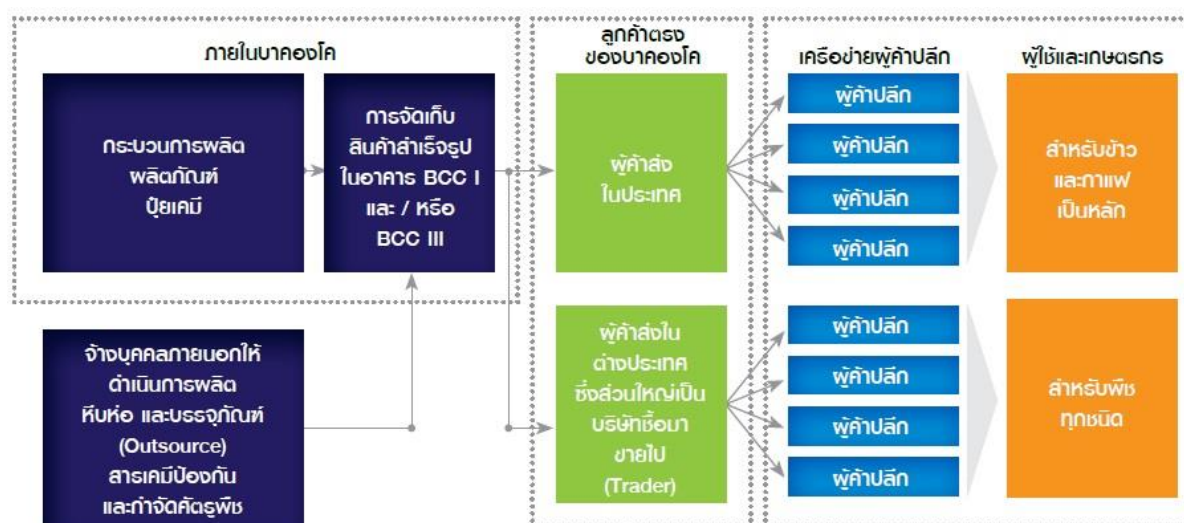 ภายในบาคองโค
กระบวนการผลิต
ผลิตภัณฑ์
ปุ๋ยเคมี
การจัดเก็บ
สินค้าสำเร็จรูป
ในอาคาร BCC I
และ / หรือ
BCC III
จ้างบุคคลภายนอกให้
ดำเนินการผลิต
หีบห่อ และบรรจุภัณฑ์
(Outsource)
สารเคมีป้องกัน
และกำจัดศัตรูพืช
ลูกค้าตรง
ของบาคองโค
ผู้ค้าส่ง
ในประเทศ
ผู้ค้าส่งใน
ต่างประเทศ
ซึ่งส่วนใหญ่เป็น
บริษัทซื้อมา
ขายไป
(Trader)
เครือข่ายผู้ค้าปลีก
ผู้ค้าปลีก
ผู้ค้าปลีก
ผู้ค้าปลีก
ผู้ค้าปลีก
ผู้ค้าปลีก
ผู้ค้าปลีก
ผู้ค้าปลีก
ผู้ค้าปลีก
ผู้ใช้และเกษตรกร
สำหรับข้าว
และกาแฟ
เป็นหลัก
สำหรับพืช
ทุกชนิด